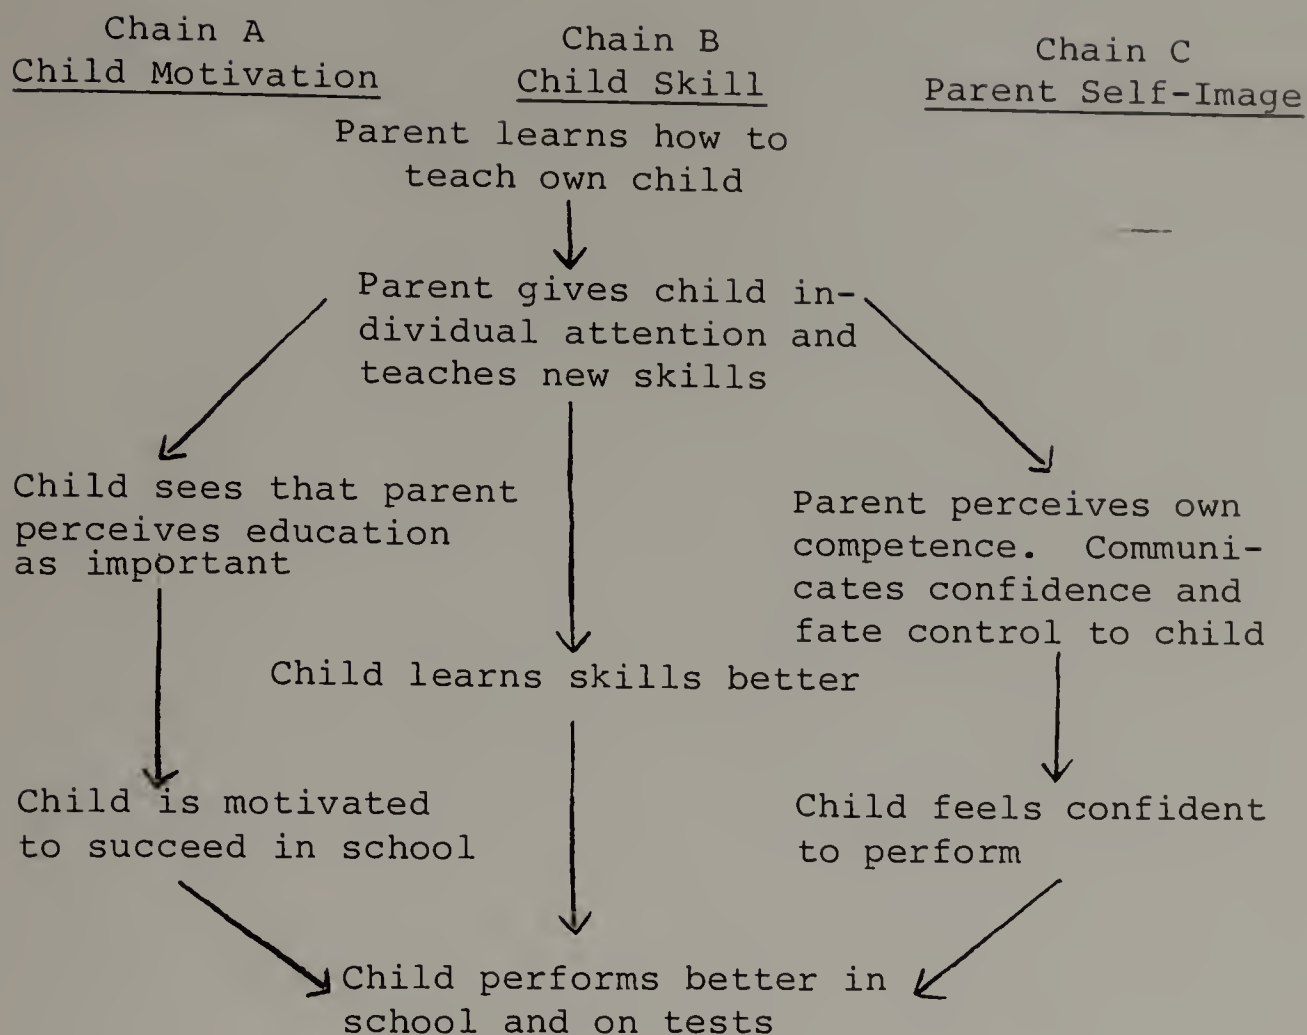 Chain A
Child Motivation
Chain B
Child Skill
Chain C
Parent Self-Image
Parent learns how to
teach own child
Parent gives child in-
dividual attention and
teaches new skills
Child sees that parent
perceives education
as important
Parent perceives own
competence. Communi-
cates confidence and
fate control to child
Child learns skills better
Child is motivated
to succeed in school
Child feels confident
to perform
Child performs better in
school and on tests